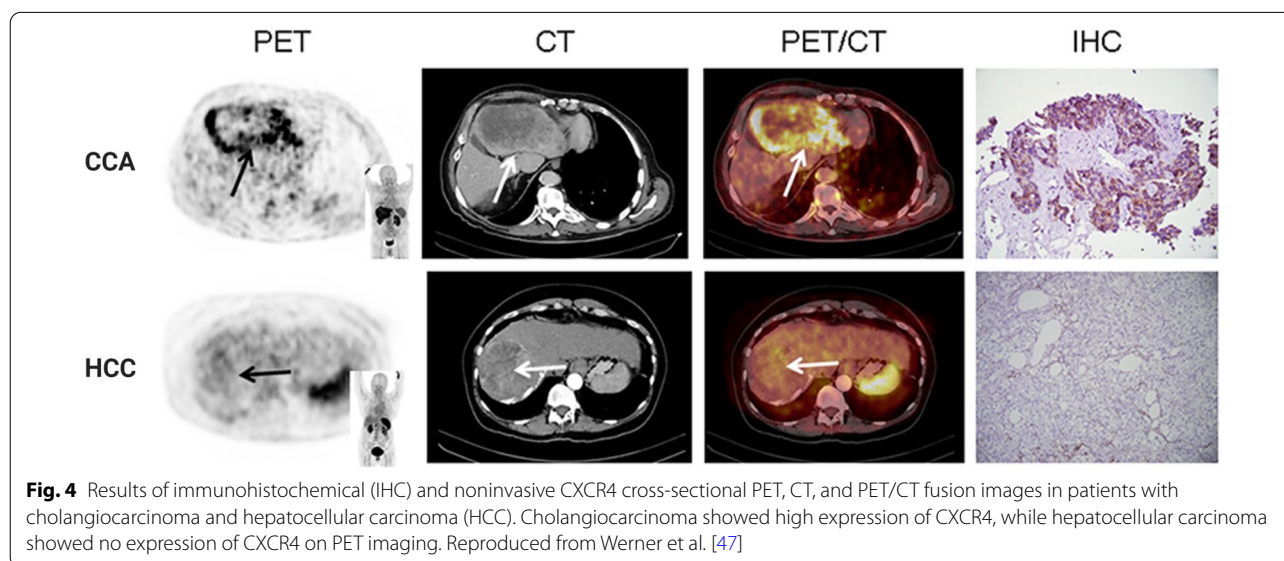 PET CT PET/CT IHC
CCA
HCC
Fig. 4 Results of immunohistochemical (IHC) and noninvasive CXCR4 cross-sectional PET, CT, and PET/CT fusion images in patients with
cholangiocarcinoma and hepatocellular carcinoma (HCC). Cholangiocarcinoma showed high expression of CXCR4, while hepatocellular carcinoma
showed no expression of CXCR4 on PET imaging. Reproduced from Werner et al. [47]